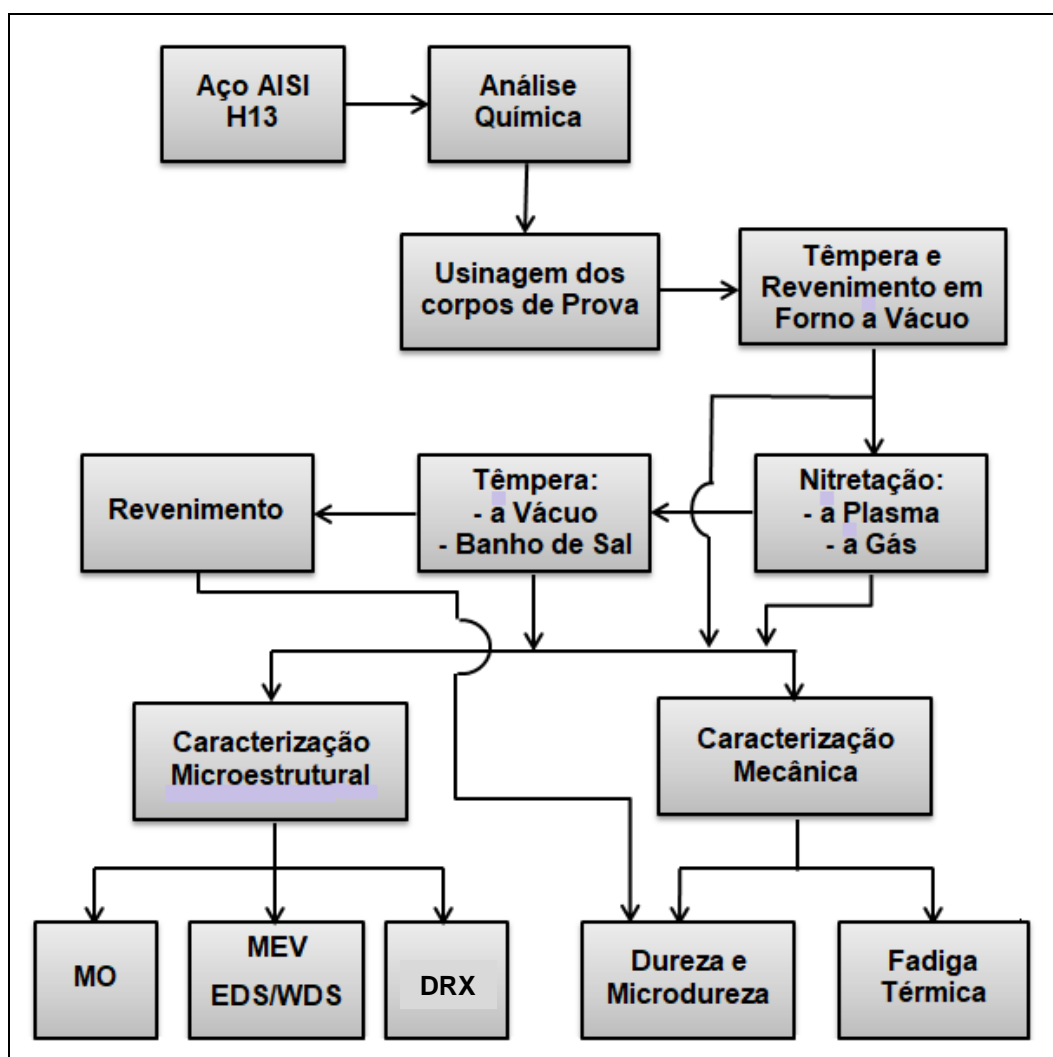 Aço AISI
H13
Análise
Química
Usinagem dos
corpos de Prova
Têmpera e
Revenimento em
Forno a Vácuo
Revenimento
Têmpera:
- a Vácuo
- Banho de Sal
Nitretação:
- a Plasma
- a Gás
Caracterização
Microestrutural
Caracterização
Mecânica
MO
MEV
EDS/WDS
DRX
Dureza e
Microdureza
Fadiga
Térmica